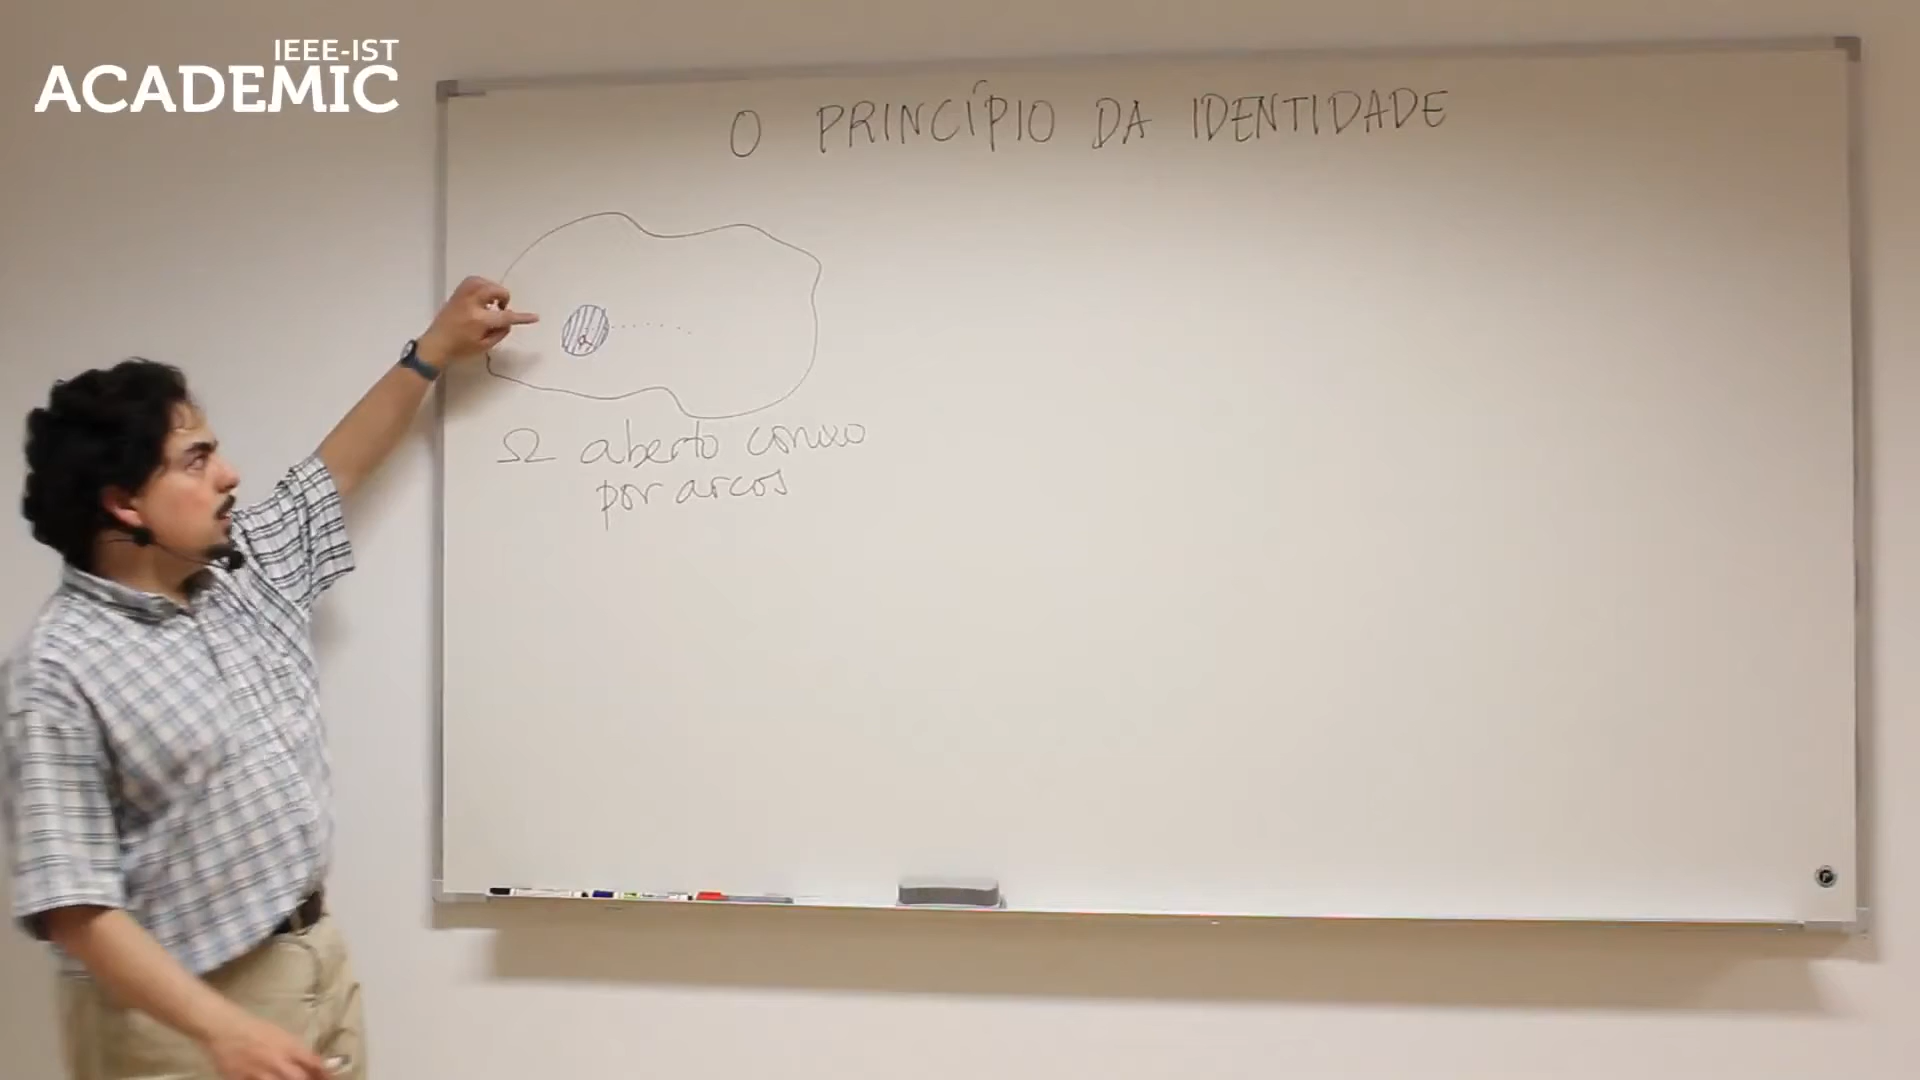 IEEE-IST
ACADEMIC
O PRINCÍPIO DA IDENTIDADE
Ω aberto conexo
por arcos